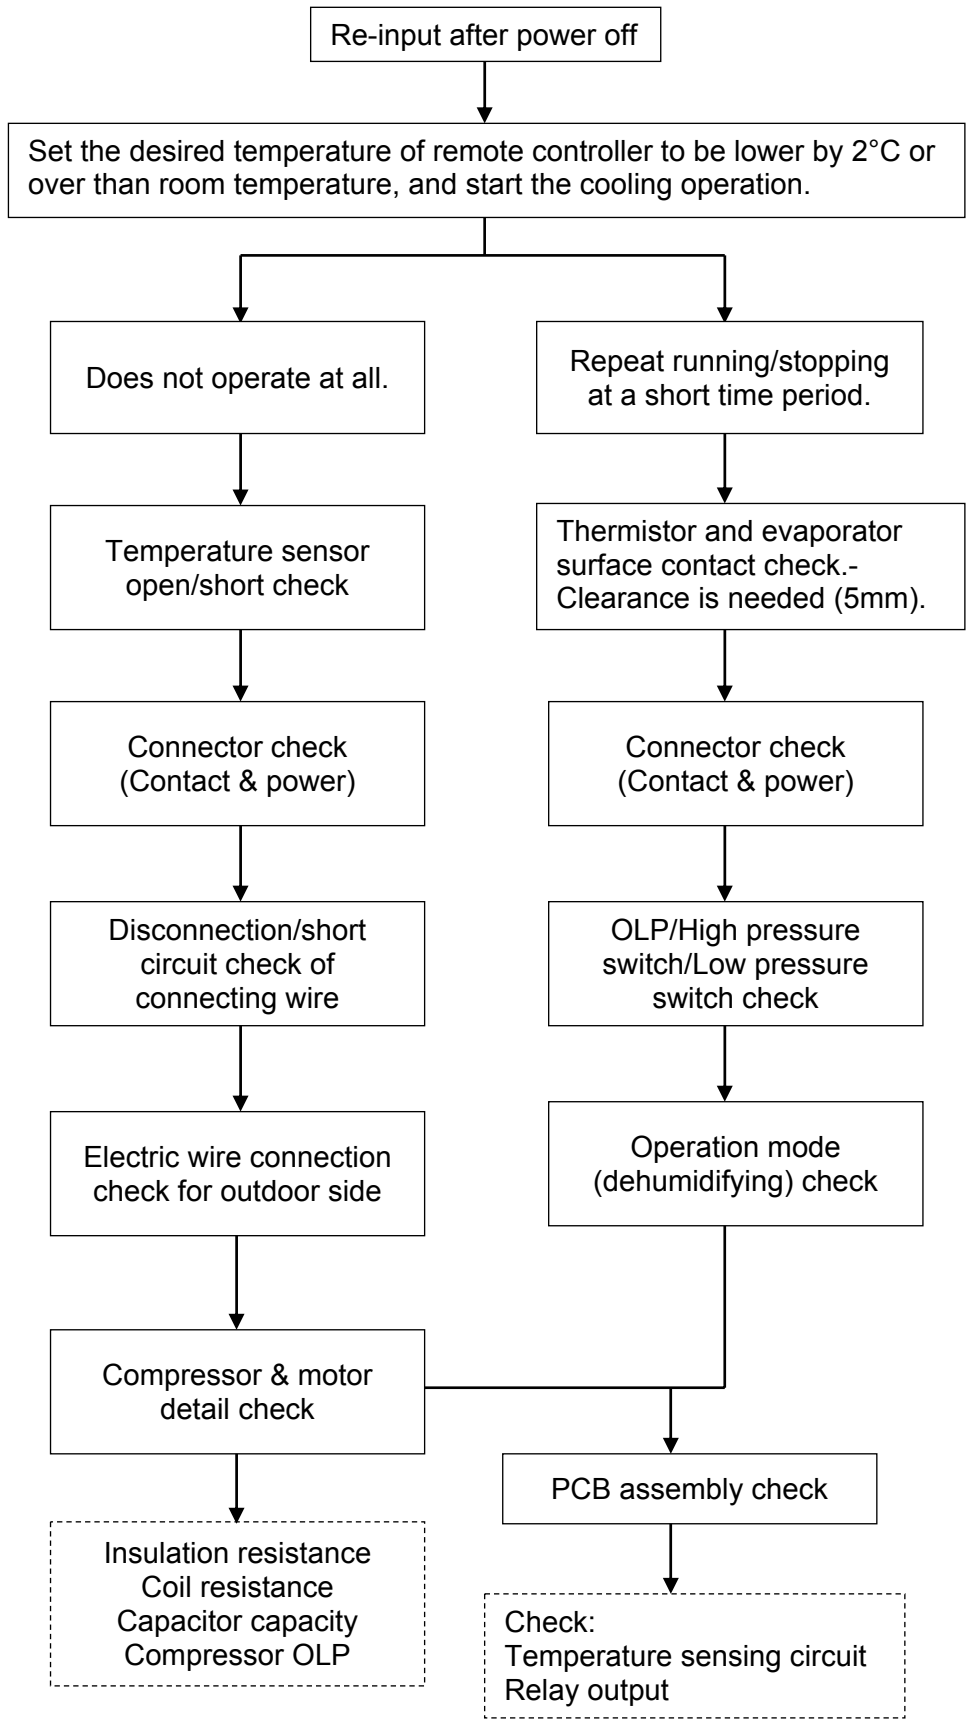 Re-input after power off
Set the desired temperature of remote controller to be lower by 2°C or
over than room temperature, and start the cooling operation.
Does not operate at all.
Repeat running/stopping
at a short time period.
Temperature sensor
open/short check
Thermistor and evaporator
surface contact check.-
Clearance is needed (5mm).
Connector check
(Contact & power)
Connector check
(Contact & power)
Disconnection/short
circuit check of
connecting wire
OLP/High pressure
switch/Low pressure
switch check
Electric wire connection
check for outdoor side
Operation mode
(dehumidifying) check
Compressor & motor
detail check
PCB assembly check
Insulation resistance
Coil resistance
Capacitor capacity
Compressor OLP
Check:
Temperature sensing circuit
Relay output